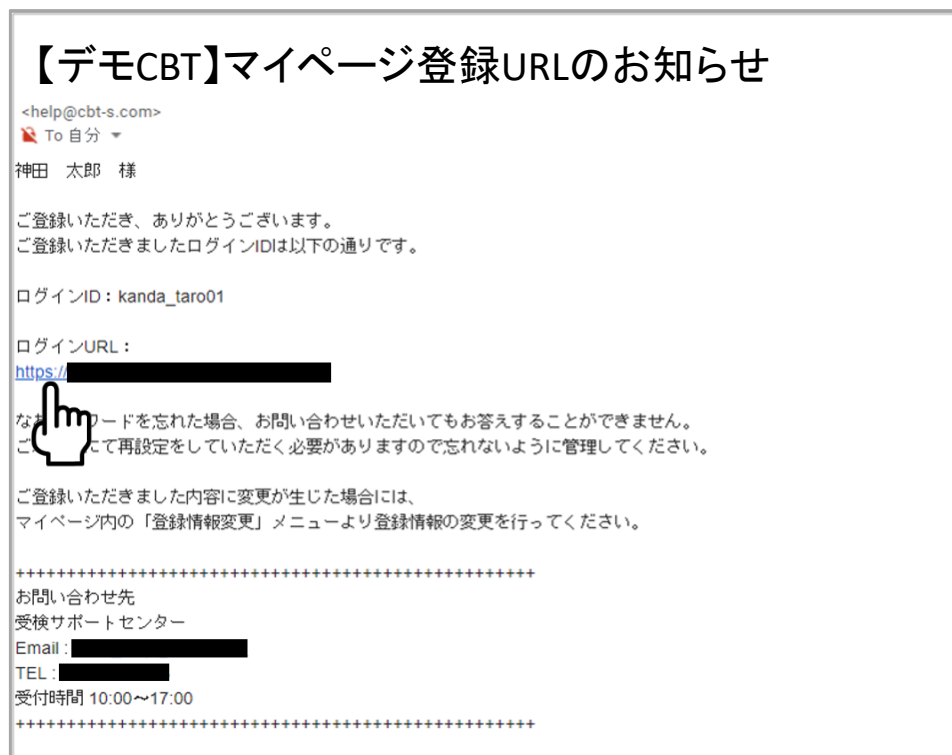 【デモCBT】マイページ登録URLのお知らせ
<help@cbt-s.com>
To 自分
神田　太郎　様
ご登録いただき、ありがとうございます。
ご登録いただきましたログインIDは以下の通りです。
ログインID：kanda_taro01
ログインURL：
https://
な ワードを忘れた場合、お問い合わせいただいてもお答えすることができません。
ご にて再設定をしていただく必要がありますので忘れないように管理してください。
ご登録いただきました内容に変更が生じた場合には、
マイページ内の「登録情報変更」メニューより登録情報の変更を行ってください。
++++++++++++++++++++++++++++++++++++++++++++++++++++
お問い合わせ先
受検サポートセンター
Email :
TEL :
受付時間 10:00～17:00
++++++++++++++++++++++++++++++++++++++++++++++++++++